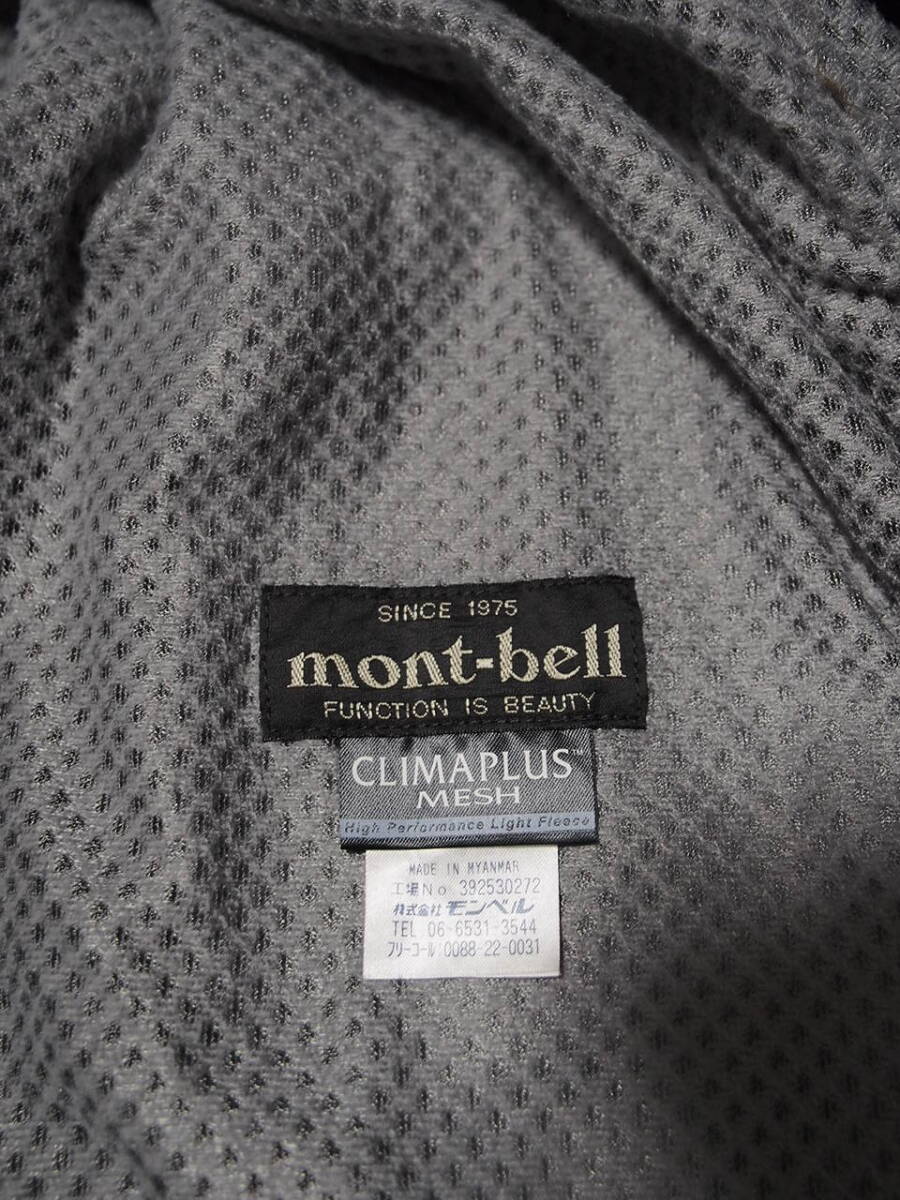 SINCE 1975
mont-bell
FUNCTION IS BEAUTY
CLIMAPLUS™
MESH
High Performance Light Fleece
MADE IN MYANMAR
工場No 392530272
株式会社モンベル
TEL 06-6531-3544
フリーコール:0088-22-0031